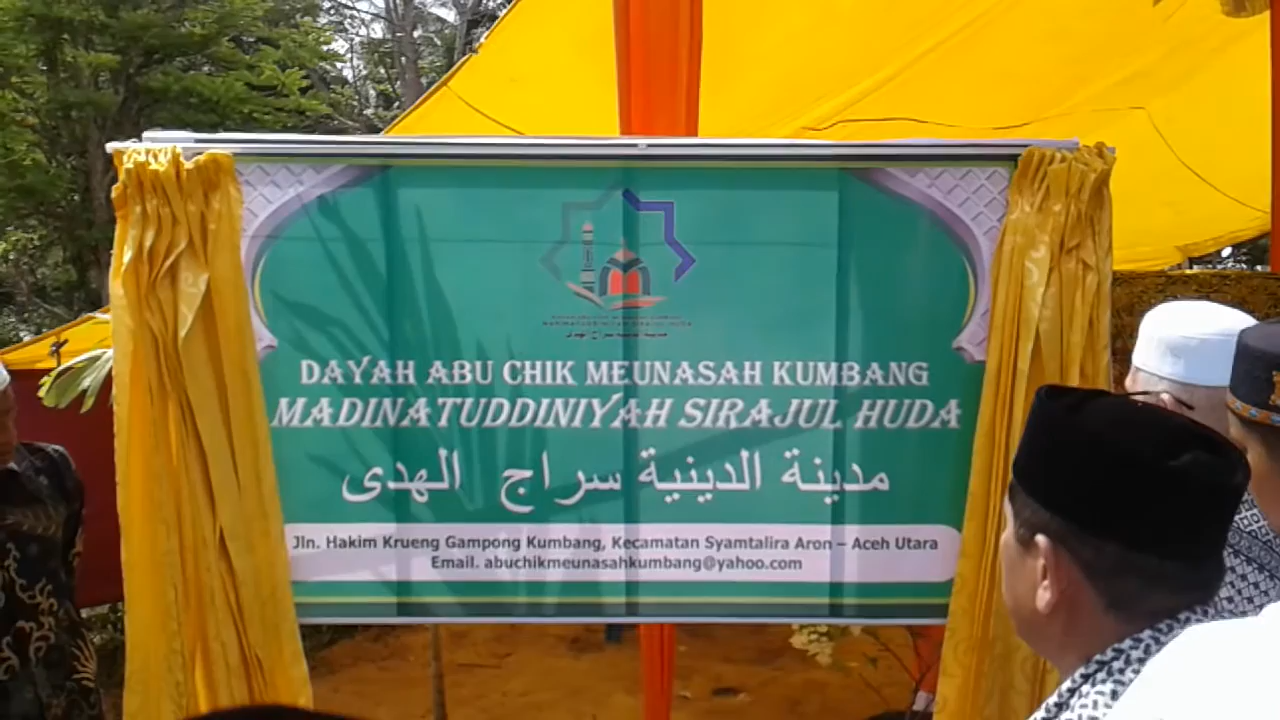 DAYAH ABU CHIK MEUNASAH KUMBANG
MADINATUDDINIYAH SIRAJUL HUDA
مدينة الدينية سراج الهدى
Jln. Hakim Krueng Gampong Kumbang, Kecamatan Syamtalira Aron – Aceh Utara
Email. abuchikmeunasahkumbang@yahoo.com